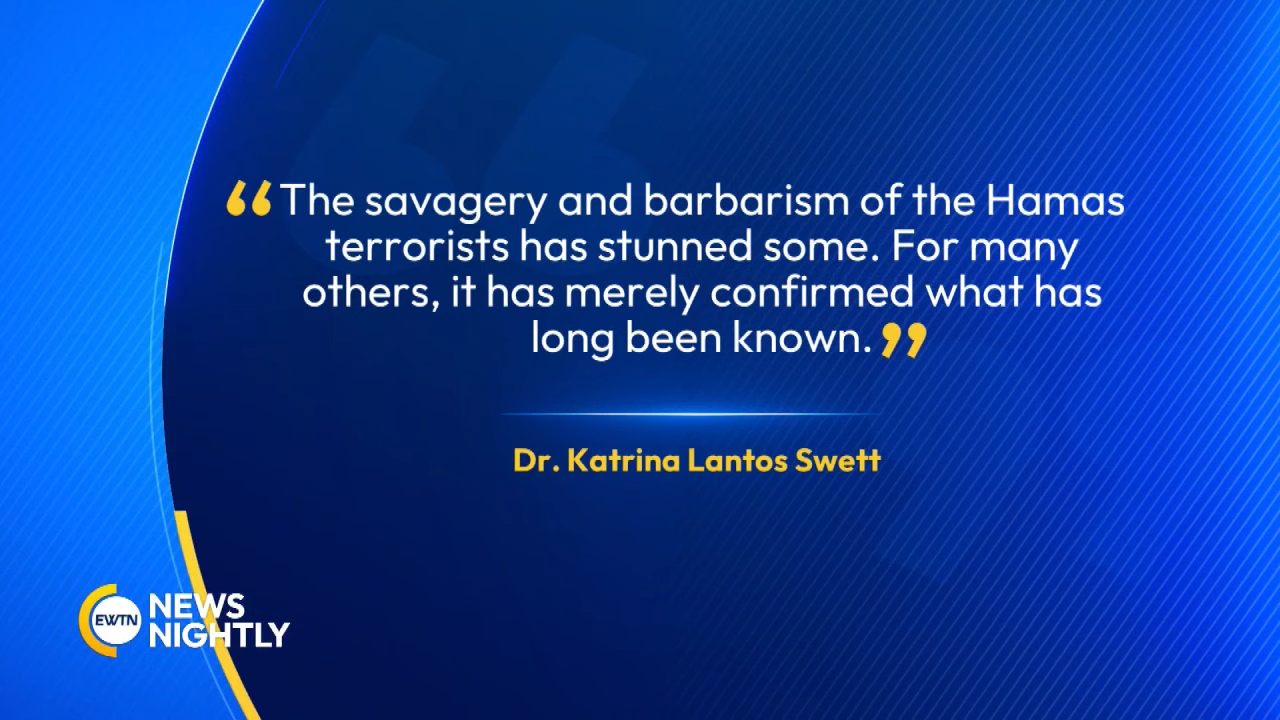 “The savagery and barbarism of the Hamas
terrorists has stunned some. For many
others, it has merely confirmed what has
long been known.”
Dr. Katrina Lantos Swett
EWTN NEWS
NIGHTLY